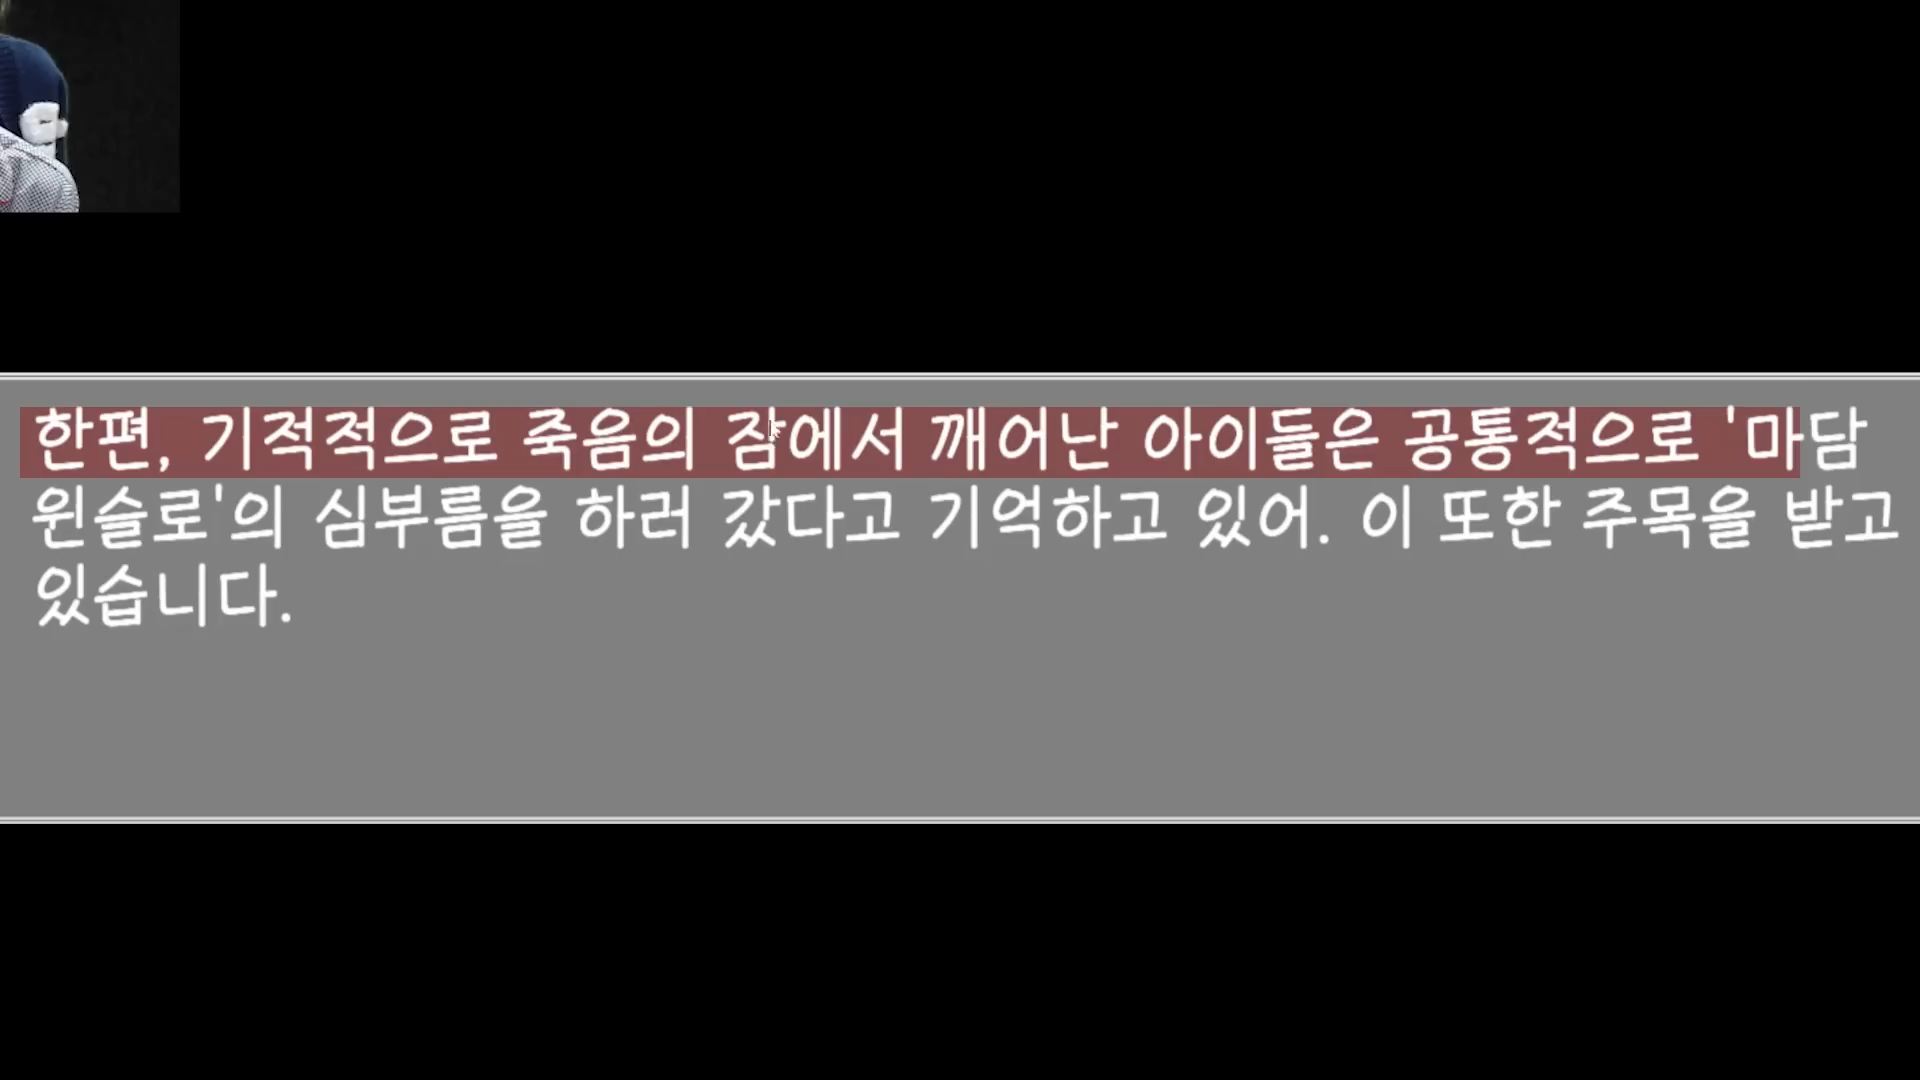 한편, 기적적으로 죽음의 잠에서 깨어난 아이들은 공통적으로 '마담
윈슬로'의 심부름을 하러 갔다고 기억하고 있어. 이 또한 주목을 받고
있습니다.